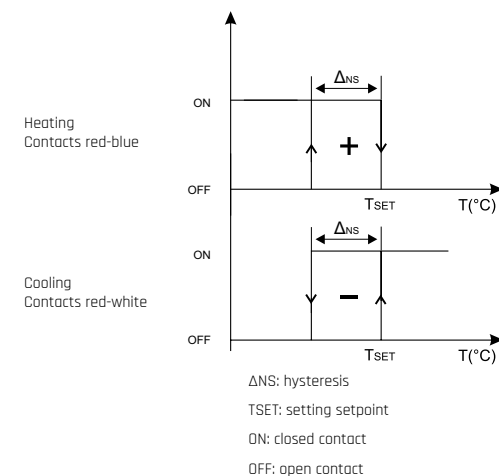 ΔNS
ON
Heating
Contacts red-blue
+
OFF
TSET
T(°C)
ΔNS
ON
Cooling
Contacts red-white
−
OFF
TSET
T(°C)
ΔNS: hysteresis
TSET: setting setpoint
ON: closed contact
OFF: open contact